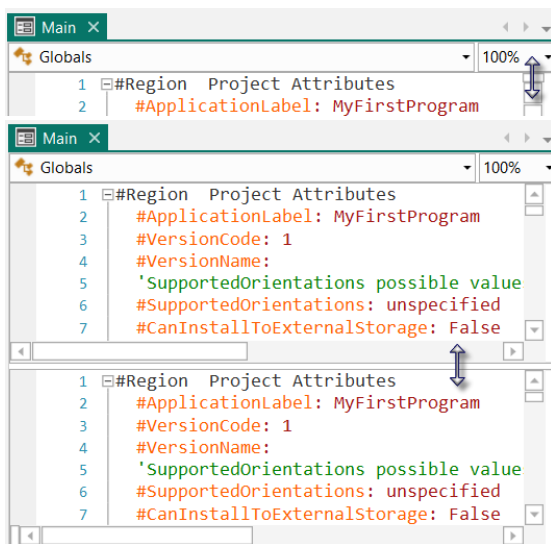 Main
Globals 100%
1 #Region Project Attributes
2 #ApplicationLabel: MyFirstProgram
Main
Globals 100%
1 #Region Project Attributes
2 #ApplicationLabel: MyFirstProgram
3 #VersionCode: 1
4 #VersionName:
5 'SupportedOrientations possible value
6 #SupportedOrientations: unspecified
7 #CanInstallToExternalStorage: False
1 #Region Project Attributes
2 #ApplicationLabel: MyFirstProgram
3 #VersionCode: 1
4 #VersionName:
5 'SupportedOrientations possible value
6 #SupportedOrientations: unspecified
7 #CanInstallToExternalStorage: False